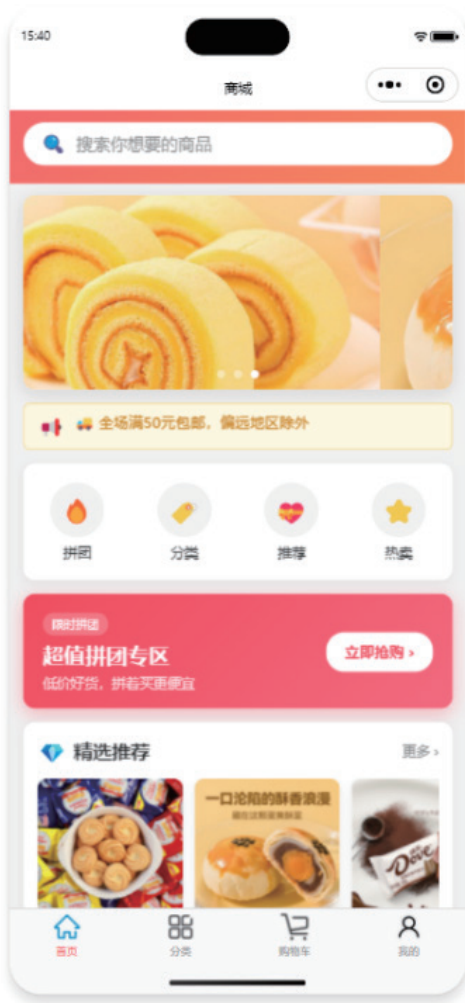 15:40
商城
搜索你想要的商品
全场满50元包邮，偏远地区除外
拼团
分类
推荐
热卖
限时拼团
超值拼团专区
立即抢购 ›
低价好货，拼着买更便宜
精选推荐
更多 ›
一口沦陷的酥香浪漫
Dove
首页
分类
购物车
我的